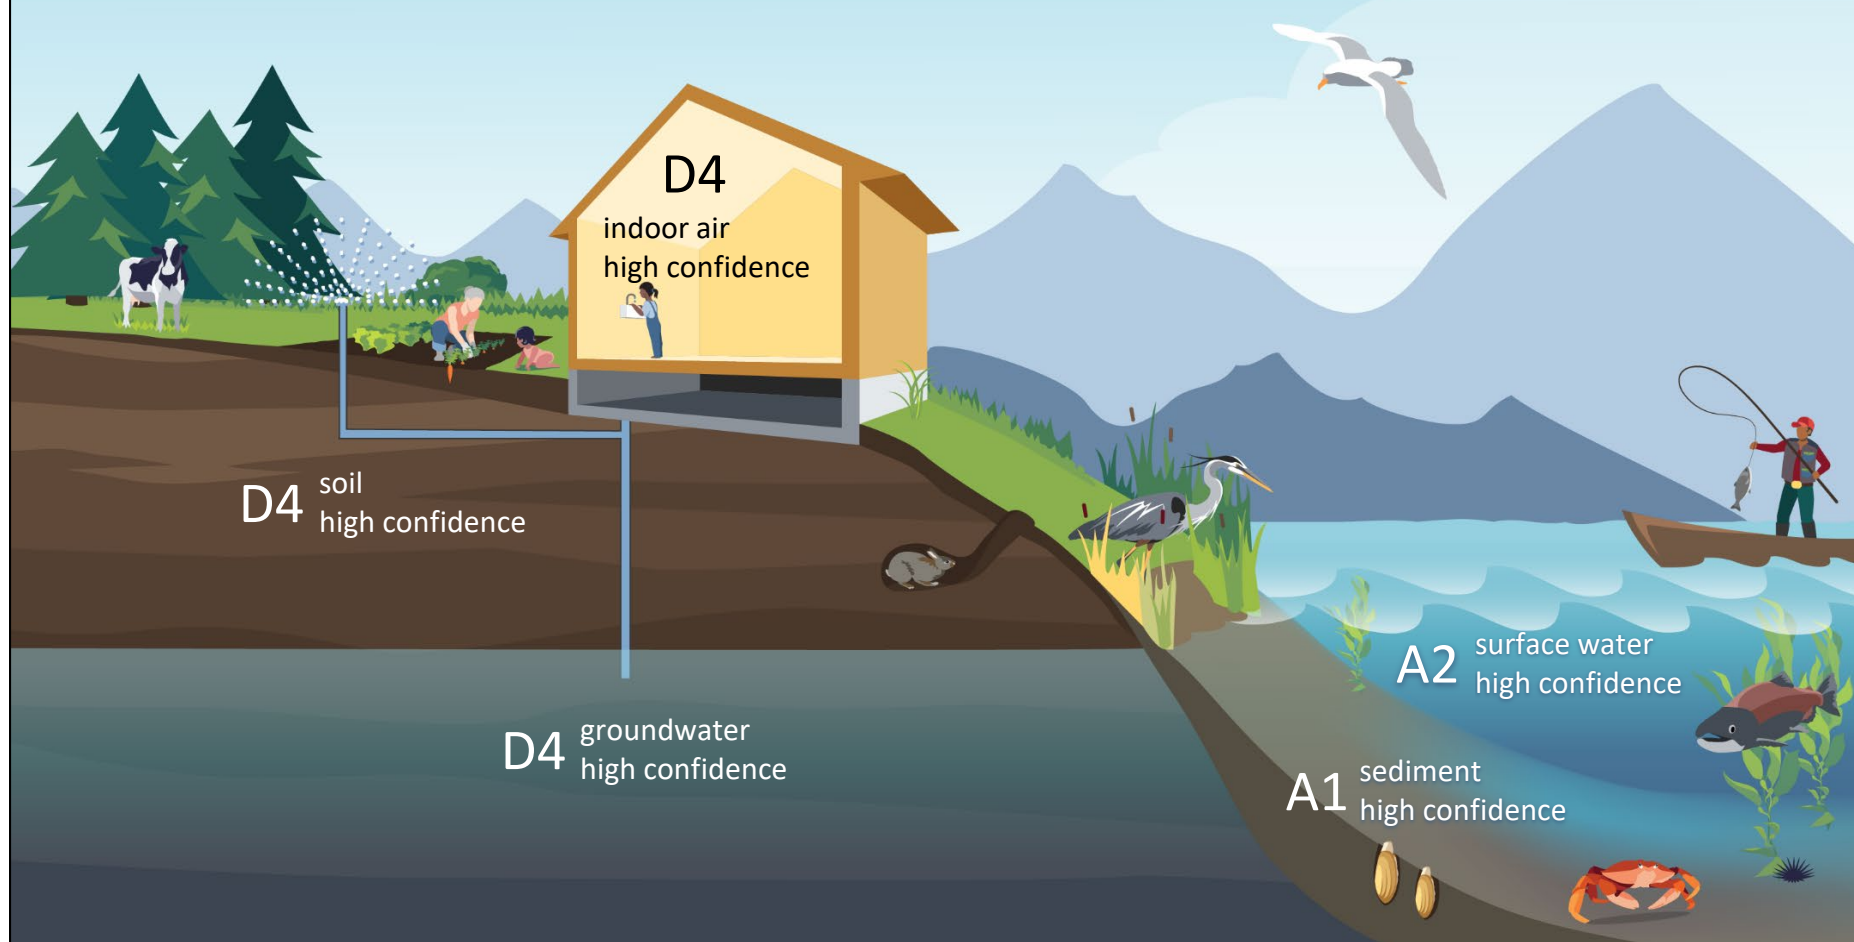 D4
indoor air
high confidence
D4
soil
high confidence
D4
groundwater
high confidence
A2
surface water
high confidence
A1
sediment
high confidence